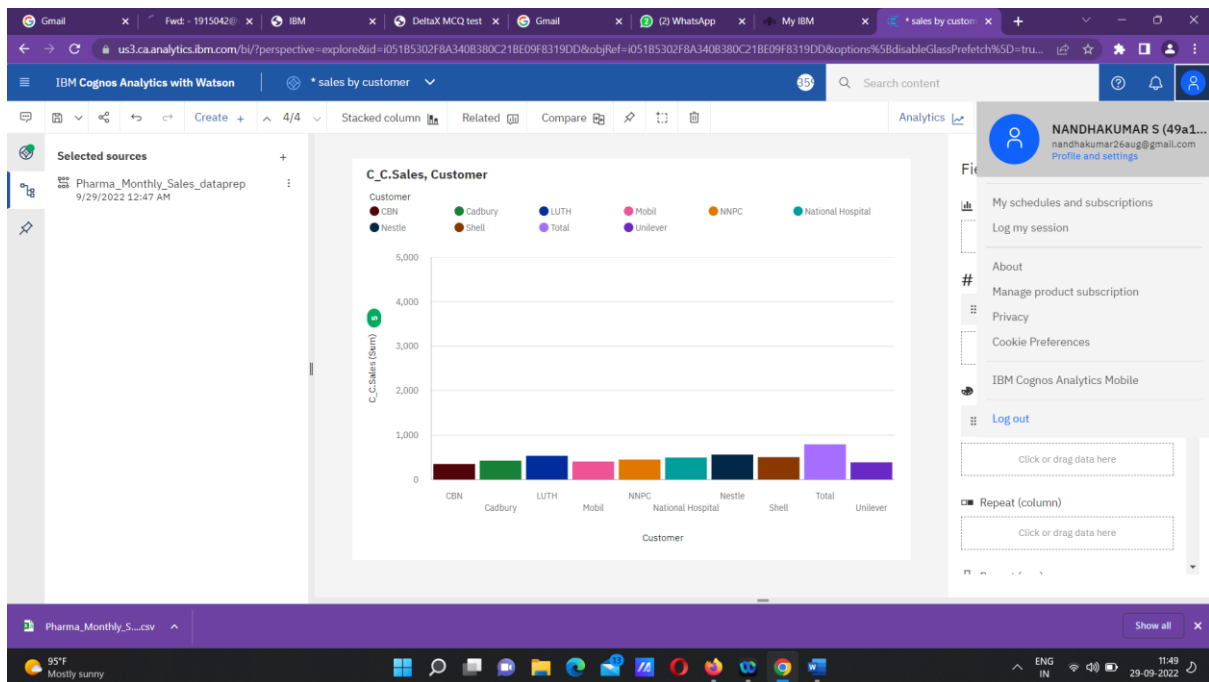 Gmail
Fwd: - 1915042@
IBM
DeltaX MCQ test
Gmail
(2) WhatsApp
My IBM
* sales by custom
us3.ca.analytics.ibm.com/bi/?perspective=explore&id=i051B5302F8A340B380C21BE09F8319DD&objRef=i051B5302F8A340B380C21BE09F8319DD&options%5BdisableGlassPrefetch%5D=tru...
IBM Cognos Analytics with Watson
* sales by customer
Search content
Create +
4/4
Stacked column
Related
Compare
Analytics
NANDHAKUMAR S (49a1...
nandhakumar26aug@gmail.com
Profile and settings
My schedules and subscriptions
Log my session
About
Manage product subscription
Privacy
Cookie Preferences
IBM Cognos Analytics Mobile
Log out
Selected sources
Pharma_Monthly_Sales_dataprep
9/29/2022 12:47 AM
C_C.Sales, Customer
Customer
CBN
Cadbury
LUTH
Mobil
NNPC
National Hospital
Nestle
Shell
Total
Unilever
5,000
4,000
3,000
2,000
1,000
0
C_C.Sales (Sum)
CBN
Cadbury
LUTH
Mobil
NNPC
National Hospital
Nestle
Shell
Total
Unilever
Customer
Click or drag data here
Repeat (column)
Click or drag data here
Pharma_Monthly_S....csv
Show all
95°F
Mostly sunny
ENG
IN
11:49
29-09-2022